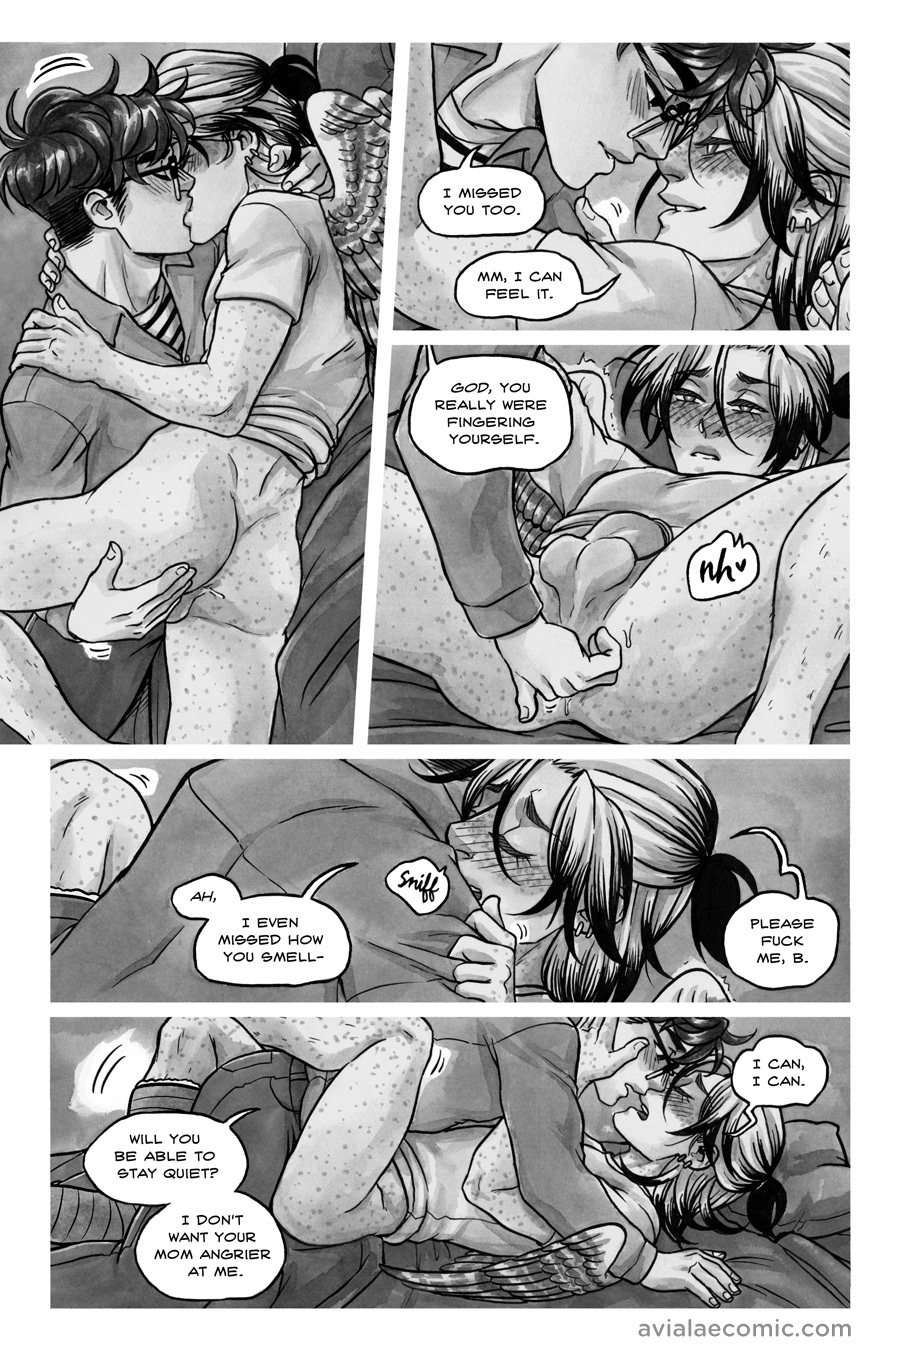 I MISSED
YOU TOO.
MM, I CAN
FEEL IT.
GOD, YOU
REALLY WERE
FINGERING
YOURSELF.
nh♥
AH,
I EVEN
MISSED HOW
YOU SMELL-
sniff
PLEASE
FUCK
ME, B.
WILL YOU
BE ABLE TO
STAY QUIET?
I DON'T
WANT YOUR
MOM ANGRIER
AT ME.
I CAN,
I CAN.
avialaecomic.com